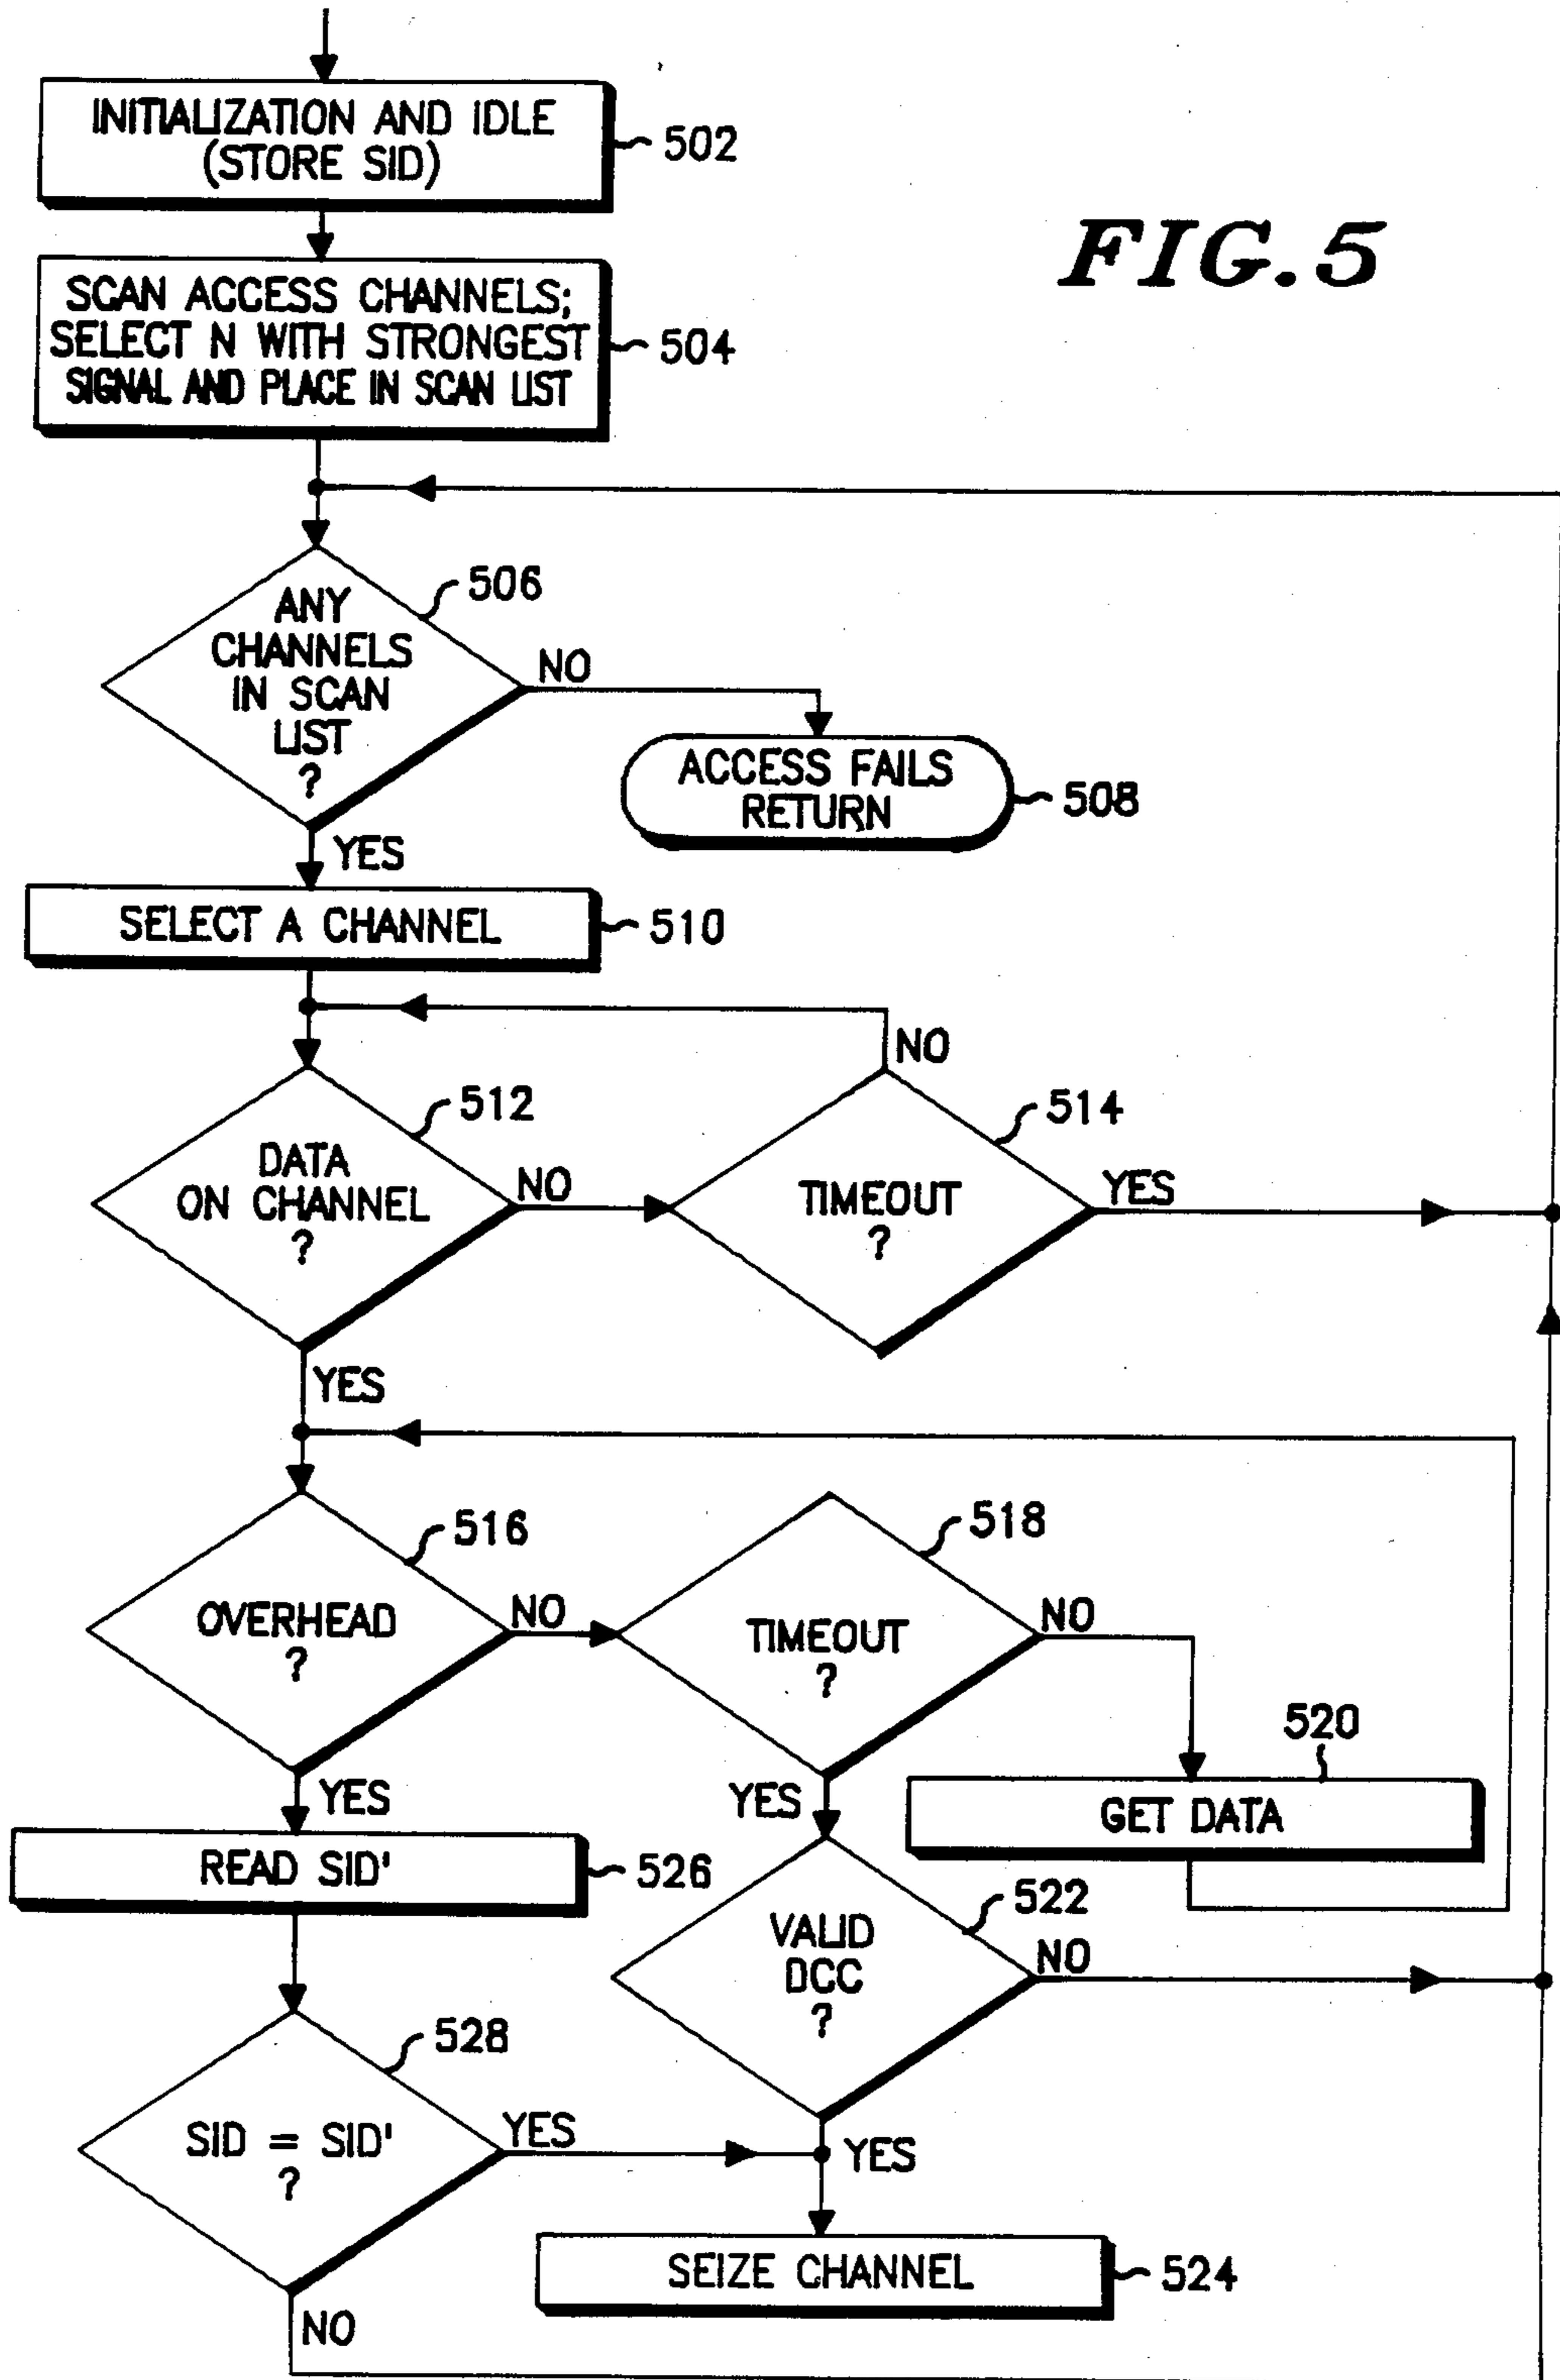 INITIALIZATION AND IDLE
(STORE SID)
502
FIG. 5
SCAN ACCESS CHANNELS;
SELECT N WITH STRONGEST
SIGNAL AND PLACE IN SCAN LIST
504
506
ANY
CHANNELS
IN SCAN
LIST
?
NO
ACCESS FAILS
RETURN
508
YES
SELECT A CHANNEL
510
NO
512
514
DATA
ON CHANNEL
?
NO
TIMEOUT
?
YES
YES
516
518
OVERHEAD
?
NO
TIMEOUT
?
NO
520
YES
YES
GET DATA
READ SID'
526
522
VALID
DCC
?
NO
528
SID = SID'
?
YES
YES
SEIZE CHANNEL
524
NO